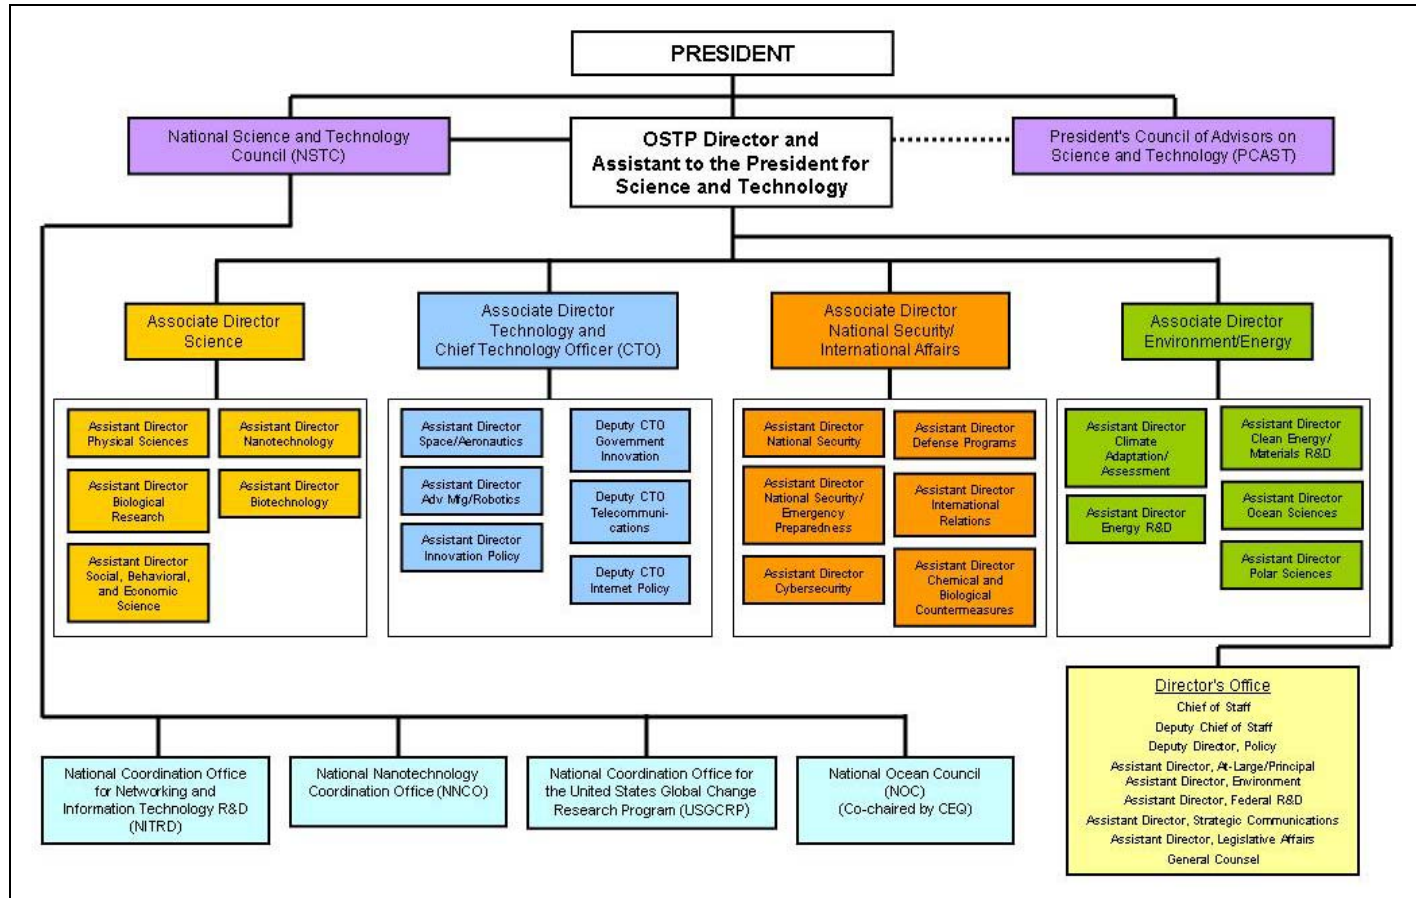 PRESIDENT
National Science and Technology
Council (NSTC)
OSTP Director and
Assistant to the President for
Science and Technology
President's Council of Advisors on
Science and Technology (PCAST)
Associate Director
Science
Associate Director
Technology and
Chief Technology Officer (CTO)
Associate Director
National Security/
International Affairs
Associate Director
Environment/Energy
Assistant Director
Physical Sciences
Assistant Director
Nanotechnology
Assistant Director
Biological
Research
Assistant Director
Biotechnology
Assistant Director
Social, Behavioral,
and Economic
Science
Assistant Director
Space/Aeronautics
Deputy CTO
Government
Innovation
Assistant Director
Adv Mfg/Robotics
Deputy CTO
Telecommuni-
cations
Assistant Director
Innovation Policy
Deputy CTO
Internet Policy
Assistant Director
National Security
Assistant Director
Defense Programs
Assistant Director
National Security/
Emergency
Preparedness
Assistant Director
International
Relations
Assistant Director
Cybersecurity
Assistant Director
Chemical and
Biological
Countermeasures
Assistant Director
Climate
Adaptation/
Assessment
Assistant Director
Clean Energy/
Materials R&D
Assistant Director
Energy R&D
Assistant Director
Ocean Sciences
Assistant Director
Polar Sciences
National Coordination Office
for Networking and
Information Technology R&D
(NITRD)
National Nanotechnology
Coordination Office (NNCO)
National Coordination Office for
the United States Global Change
Research Program (USGCRP)
National Ocean Council
(NOC)
(Co-chaired by CEQ)
Director's Office
Chief of Staff
Deputy Chief of Staff
Deputy Director, Policy
Assistant Director, At-Large/Principal
Assistant Director, Environment
Assistant Director, Federal R&D
Assistant Director, Strategic Communications
Assistant Director, Legislative Affairs
General Counsel